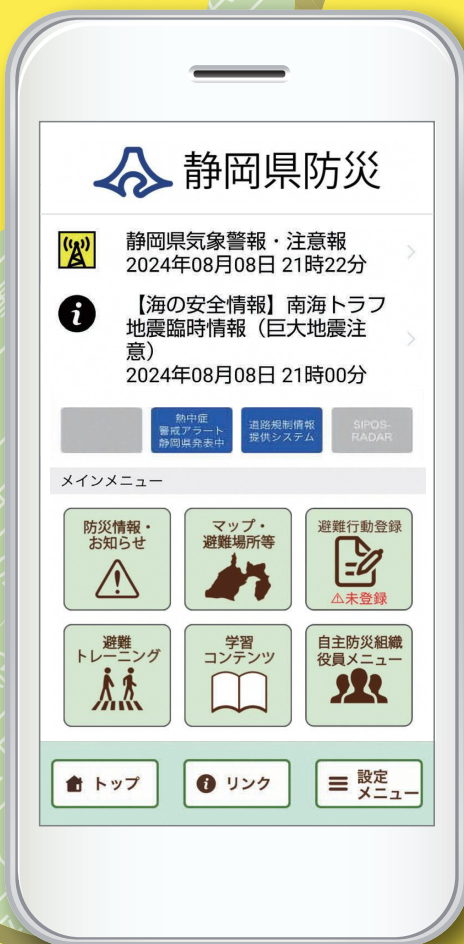 静岡県防災
静岡県気象警報・注意報
2024年08月08日 21時22分
【海の安全情報】南海トラフ
地震臨時情報（巨大地震注
意）
2024年08月08日 21時00分
熱中症
警戒アラート
静岡県発表中
道路規制情報
提供システム
SIPOS-
RADAR
メインメニュー
防災情報・
お知らせ
マップ・
避難場所等
避難行動登録
⚠未登録
避難
トレーニング
学習
コンテンツ
自主防災組織
役員メニュー
トップ
リンク
設定
メニュー